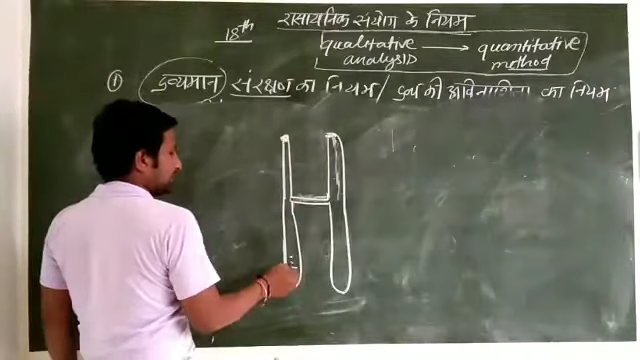 18th रासायनिक संयोग के नियम
qualitative → quantitative
analysis method
① द्रव्यमान संरक्षण का नियम / द्रव्य की अविनाशिता का नियम